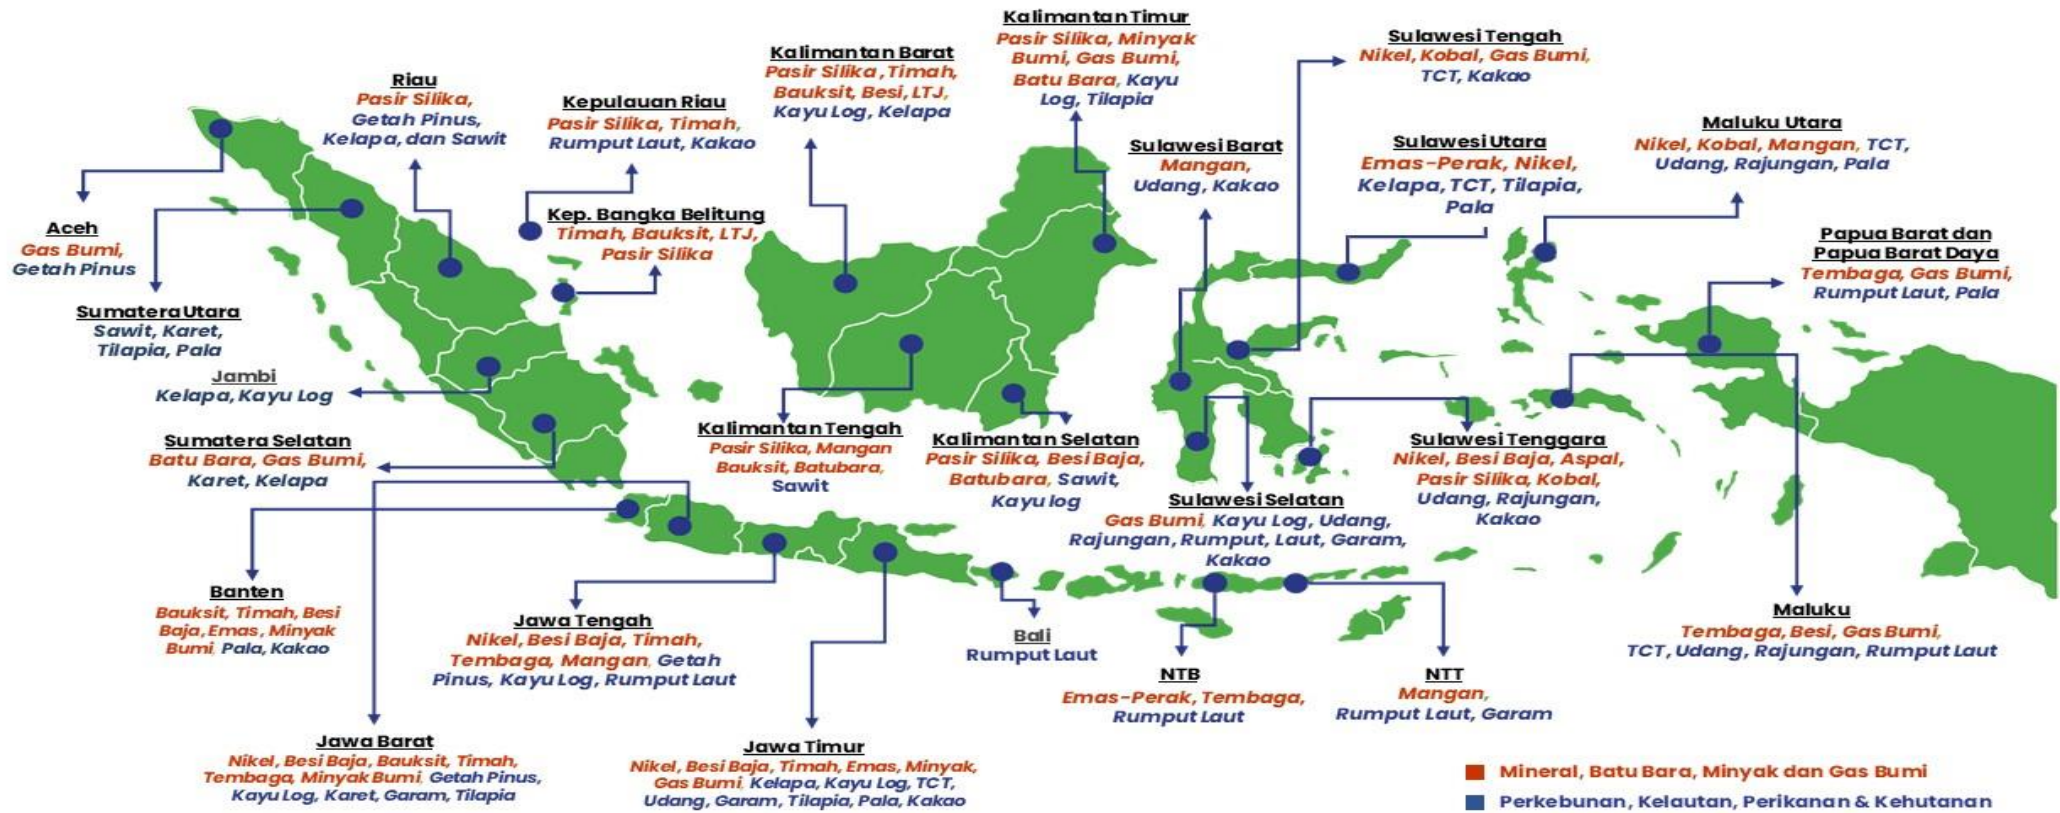 Kalimantan Timur
Pasir Silika, Minyak
Bumi, Gas Bumi,
Batu Bara, Kayu
Log, Tilapia
Sulawesi Tengah
Nikel, Kobal, Gas Bumi,
TCT, Kakao
Kalimantan Barat
Pasir Silika, Timah,
Bauksit, Besi, LTJ,
Kayu Log, Kelapa
Riau
Pasir Silika,
Getah Pinus,
Kelapa, dan Sawit
Kepulauan Riau
Pasir Silika, Timah,
Rumput Laut, Kakao
Sulawesi Barat
Mangan,
Udang, Kakao
Sulawesi Utara
Emas-Perak, Nikel,
Kelapa, TCT, Tilapia,
Pala
Maluku Utara
Nikel, Kobal, Mangan, TCT,
Udang, Rajungan, Pala
Aceh
Gas Bumi,
Getah Pinus
Kep. Bangka Belitung
Timah, Bauksit, LTJ,
Pasir Silika
Papua Barat dan
Papua Barat Daya
Tembaga, Gas Bumi,
Rumput Laut, Pala
Sumatera Utara
Sawit, Karet,
Tilapia, Pala
Jambi
Kelapa, Kayu Log
Sumatera Selatan
Batu Bara, Gas Bumi,
Karet, Kelapa
Kalimantan Tengah
Pasir Silika, Mangan
Bauksit, Batubara,
Sawit
Kalimantan Selatan
Pasir Silika, Besi Baja,
Batubara, Sawit,
Kayu log
Sulawesi Tenggara
Nikel, Besi Baja, Aspal,
Pasir Silika, Kobal,
Udang, Rajungan,
Kakao
Sulawesi Selatan
Gas Bumi, Kayu Log, Udang,
Rajungan, Rumput, Laut, Garam,
Kakao
Banten
Bauksit, Timah, Besi
Baja, Emas, Minyak
Bumi, Pala, Kakao
Jawa Tengah
Nikel, Besi Baja, Timah,
Tembaga, Mangan, Getah
Pinus, Kayu Log, Rumput Laut
Bali
Rumput Laut
NTB
Emas-Perak, Tembaga,
Rumput Laut
NTT
Mangan,
Rumput Laut, Garam
Maluku
Tembaga, Besi, Gas Bumi,
TCT, Udang, Rajungan, Rumput Laut
Jawa Barat
Nikel, Besi Baja, Bauksit, Timah,
Tembaga, Minyak Bumi, Getah Pinus,
Kayu Log, Karet, Garam, Tilapia
Jawa Timur
Nikel, Besi Baja, Timah, Emas, Minyak,
Gas Bumi, Kelapa, Kayu Log, TCT,
Udang, Garam, Tilapia, Pala, Kakao
Mineral, Batu Bara, Minyak dan Gas Bumi
Perkebunan, Kelautan, Perikanan & Kehutanan